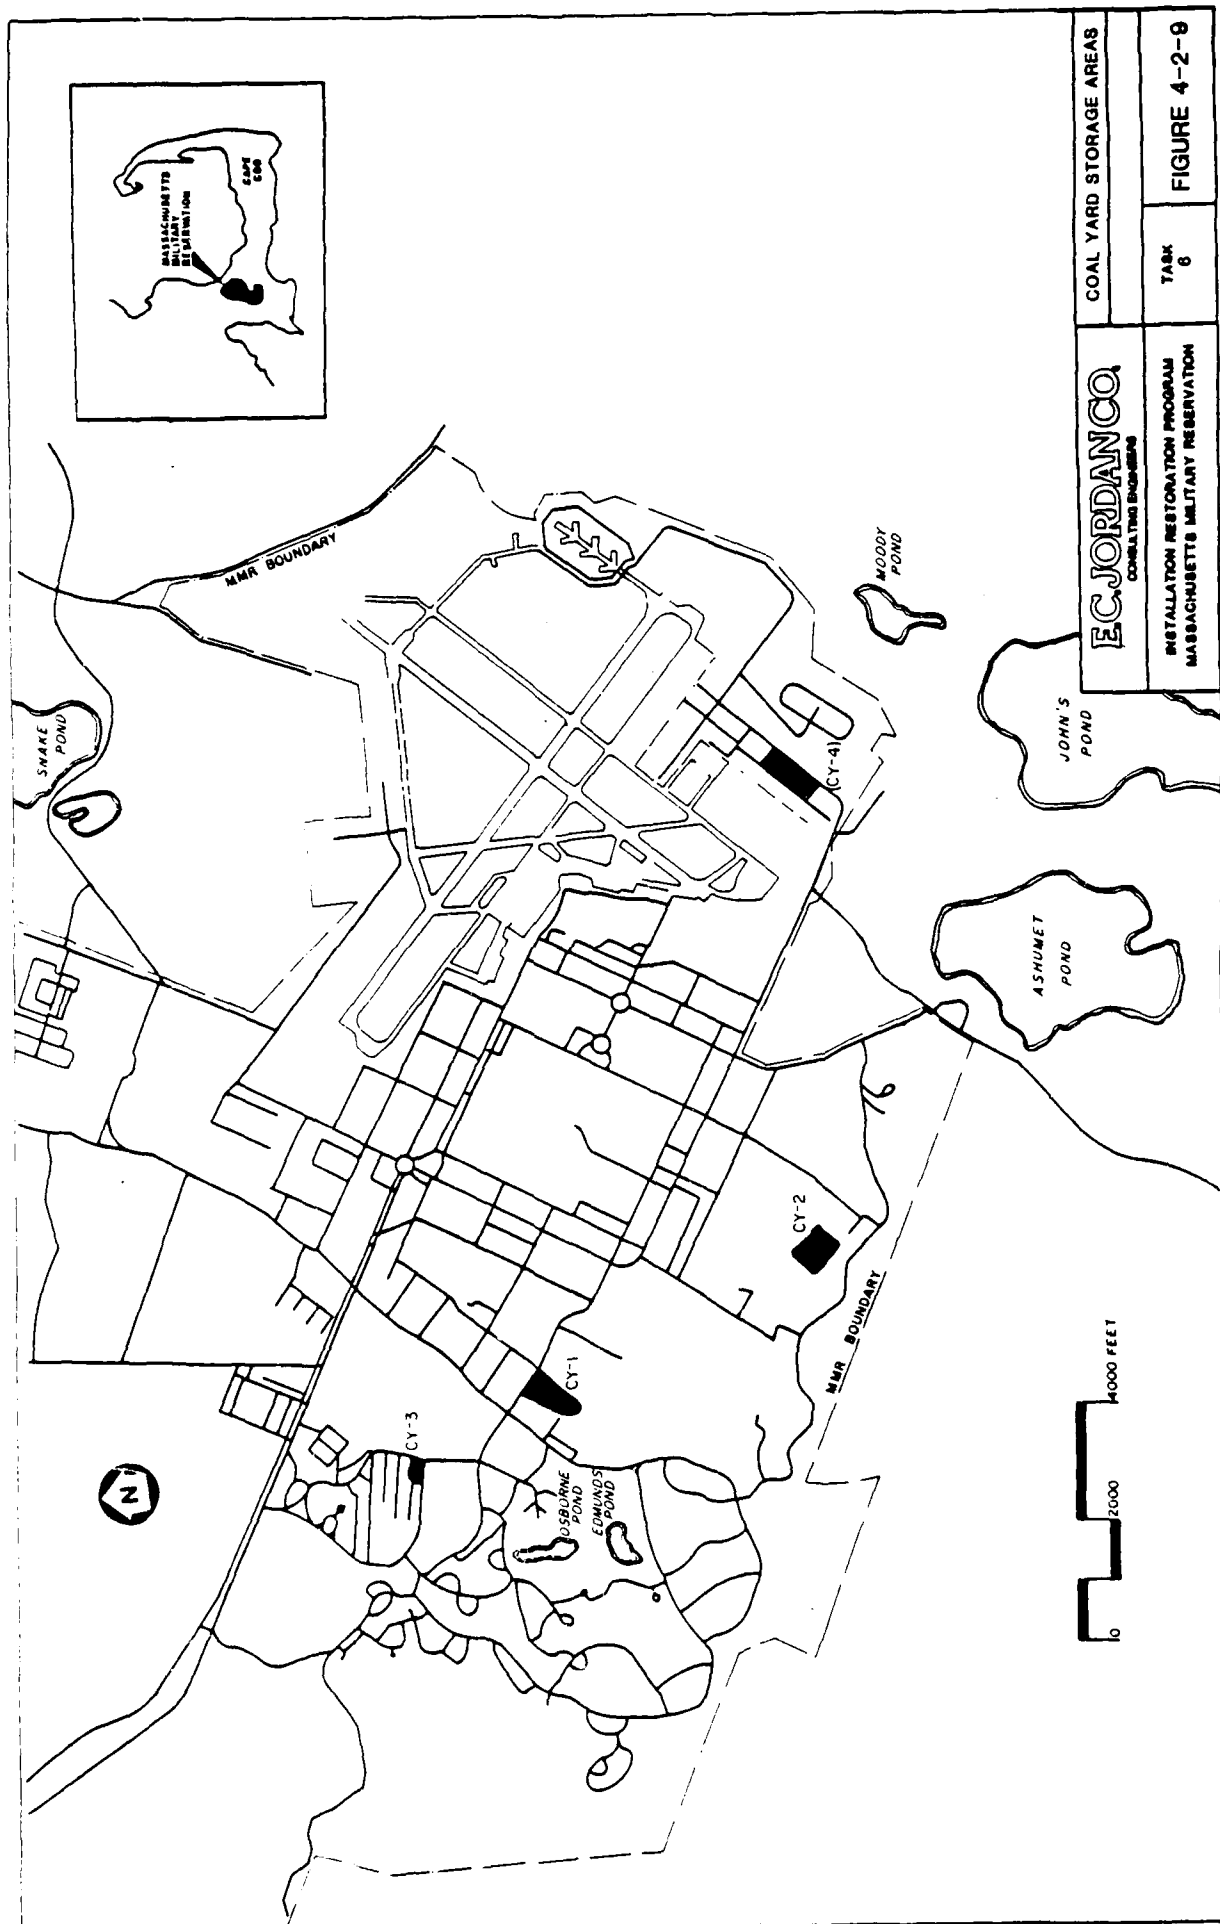 MASSACHUSETTS
MILITARY
RESERVATION
CAPE
COD
SNAKE
POND
MMR BOUNDARY
MOODY
POND
JOHN'S
POND
ASHUMET
POND
(CY-4)
CY-2
CY-1
CY-3
OSBORNE
POND
EDMUNDS
POND
MMR BOUNDARY
N
0
2000
4000 FEET
E.C. JORDAN CO.
CONSULTING ENGINEERS
COAL YARD STORAGE AREAS
INSTALLATION RESTORATION PROGRAM
MASSACHUSETTS MILITARY RESERVATION
TASK
6
FIGURE 4-2-9